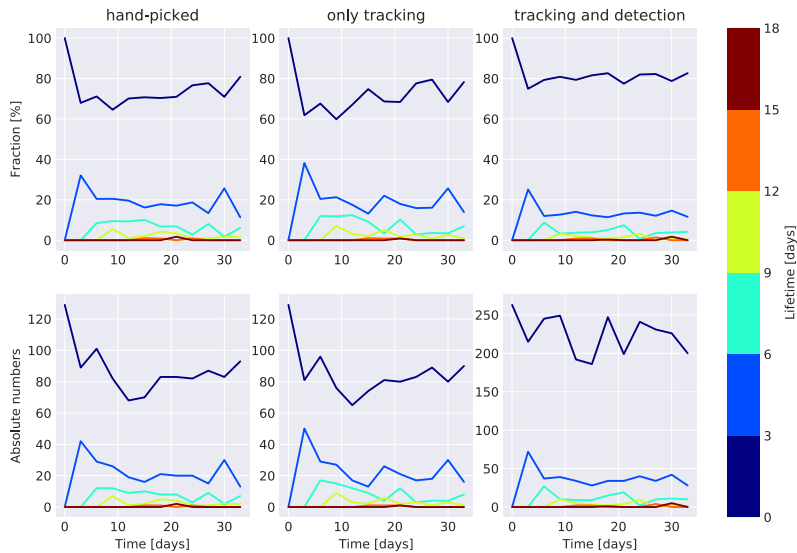 hand-picked only tracking tracking and detection
Fraction [%]
100 80 60 40 20 0
0 10 20 30
100 80 60 40 20 0
0 10 20 30
100 80 60 40 20 0
0 10 20 30
Absolute numbers
120 100 80 60 40 20 0
0 10 20 30
Time [days]
120 100 80 60 40 20 0
0 10 20 30
Time [days]
250 200 150 100 50 0
0 10 20 30
Time [days]
18
15
12
9
6
3
0
Lifetime [days]